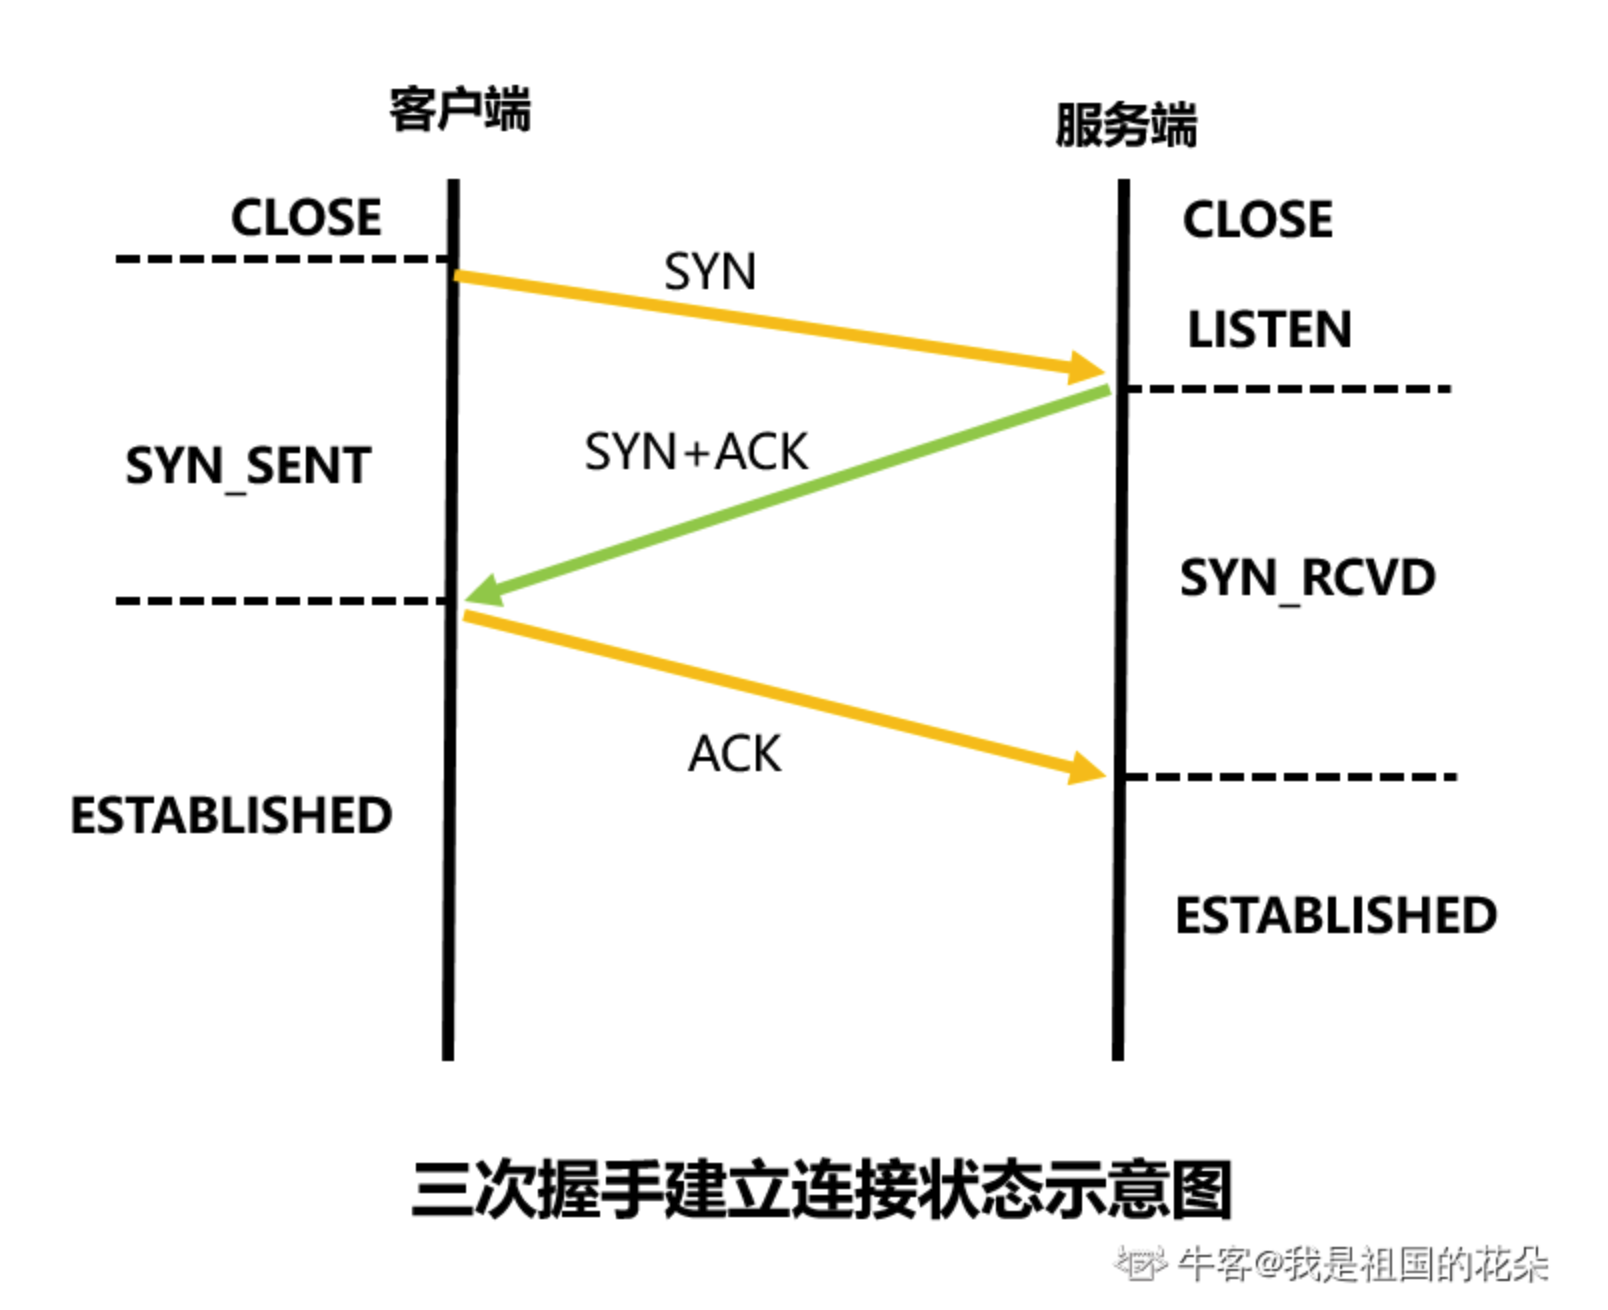 客户端
服务端
CLOSE
CLOSE
SYN
LISTEN
SYN+ACK
SYN_SENT
SYN_RCVD
ACK
ESTABLISHED
ESTABLISHED
三次握手建立连接状态示意图
牛客@我是祖国的花朵